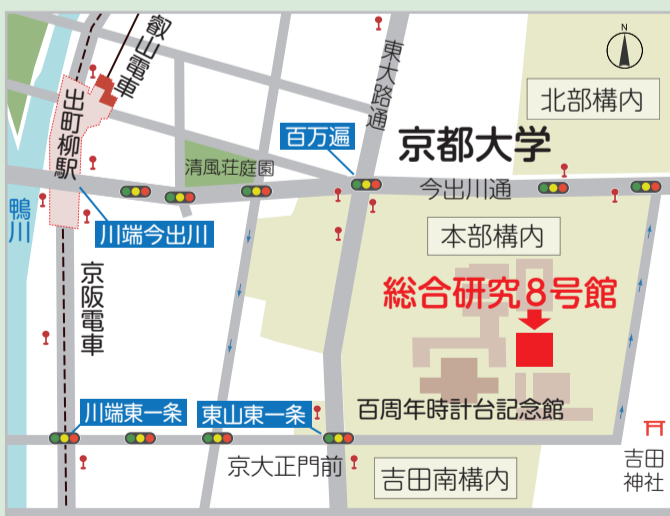 叡山電車
東大路通
N
北部構内
出町柳駅
百万遍
京都大学
清風荘庭園
今出川通
鴨川
川端今出川
本部構内
京阪電車
総合研究8号館
川端東一条
東山東一条
百周年時計台記念館
京大正門前
吉田南構内
吉田
神社